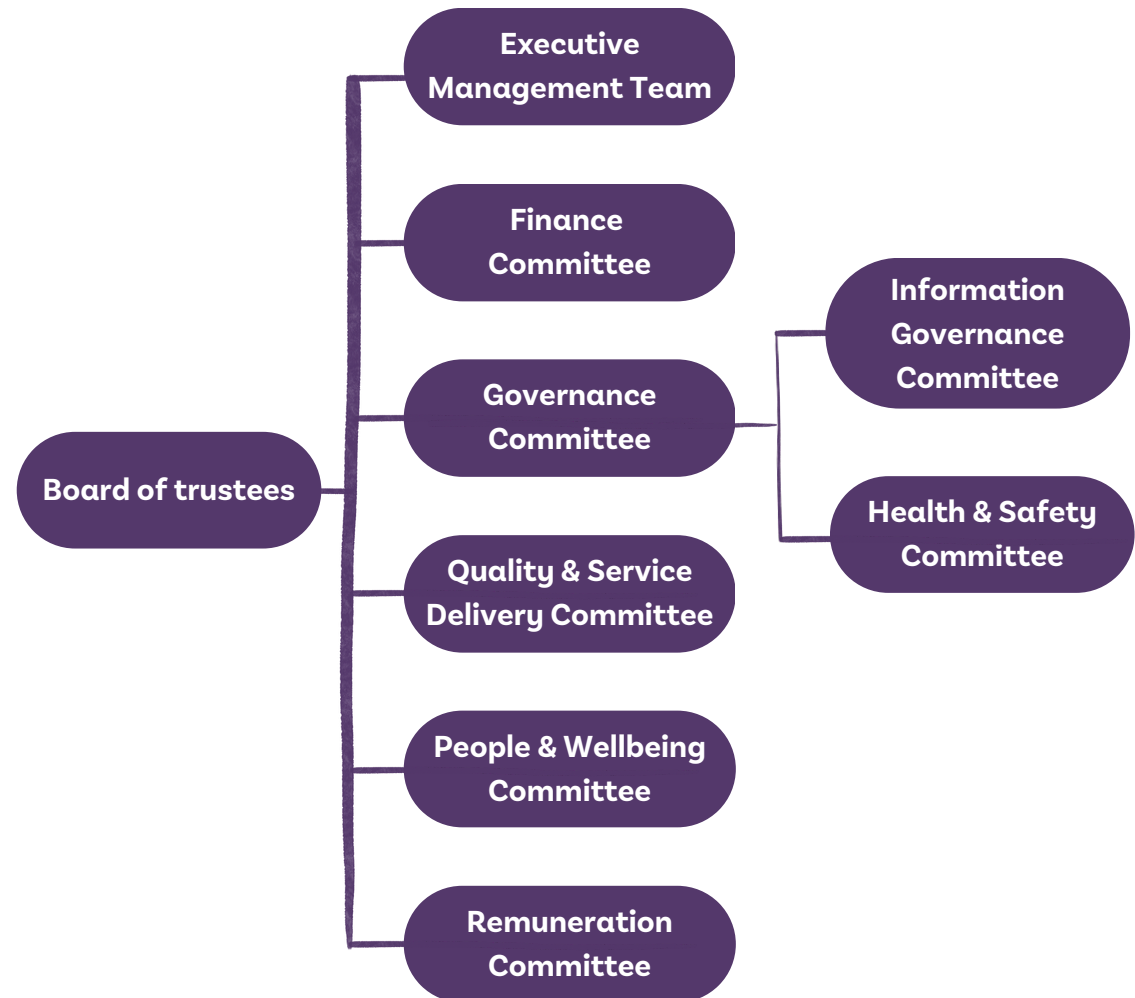 Executive
Management Team
Finance
Committee
Information
Governance
Committee
Governance
Committee
Board of trustees
Health & Safety
Committee
Quality & Service
Delivery Committee
People & Wellbeing
Committee
Remuneration
Committee